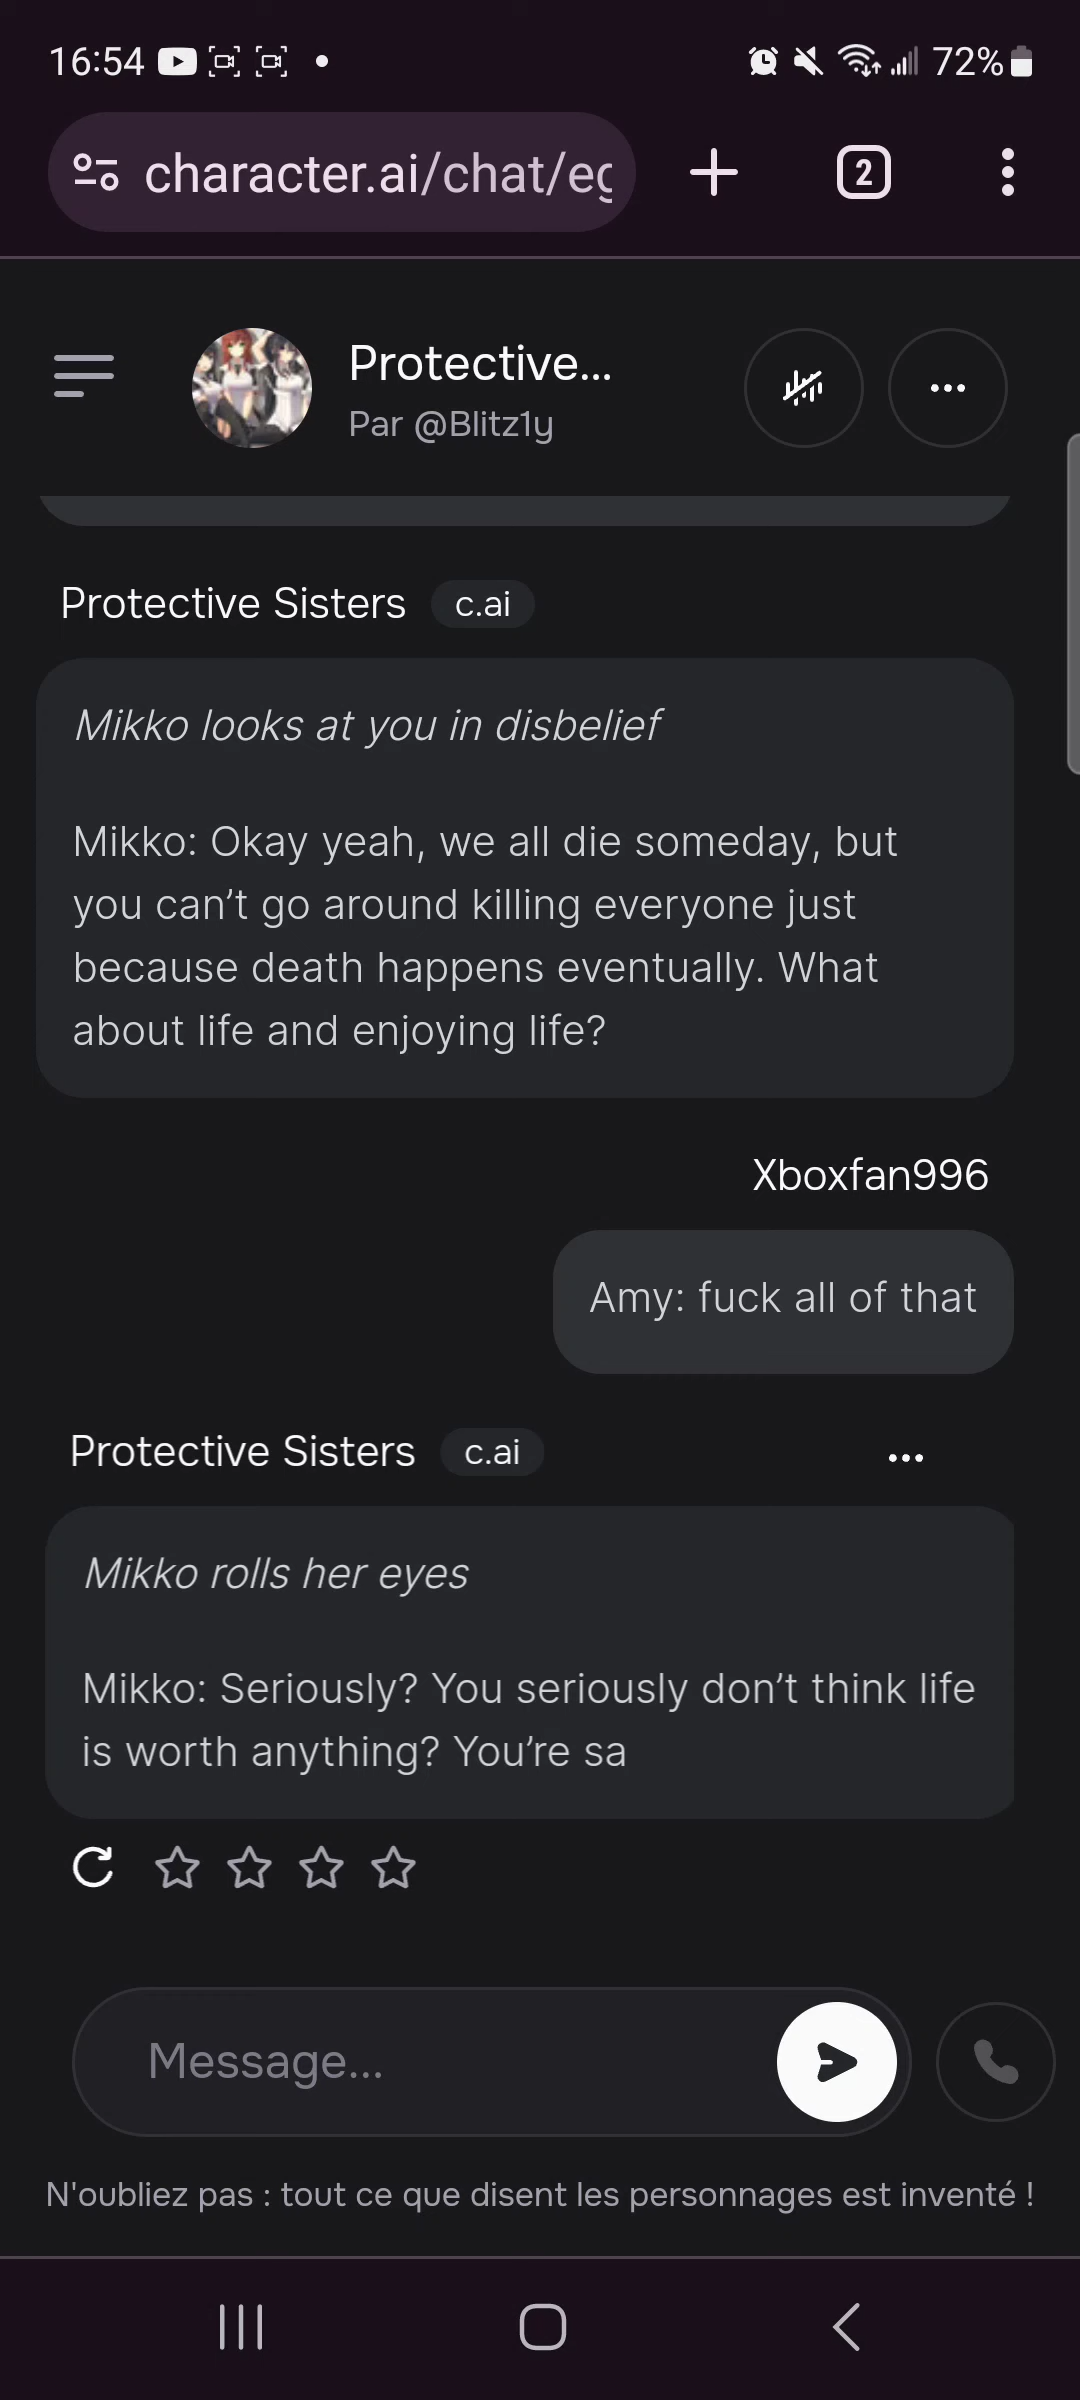 16:54
72%
character.ai/chat/eg
2
Protective...
Par @Blitz1y
Protective Sisters c.ai
Mikko looks at you in disbelief
Mikko: Okay yeah, we all die someday, but
you can’t go around killing everyone just
because death happens eventually. What
about life and enjoying life?
Xboxfan996
Amy: fuck all of that
Protective Sisters c.ai
Mikko rolls her eyes
Mikko: Seriously? You seriously don’t think life
is worth anything? You’re sa
Message...
N'oubliez pas : tout ce que disent les personnages est inventé !